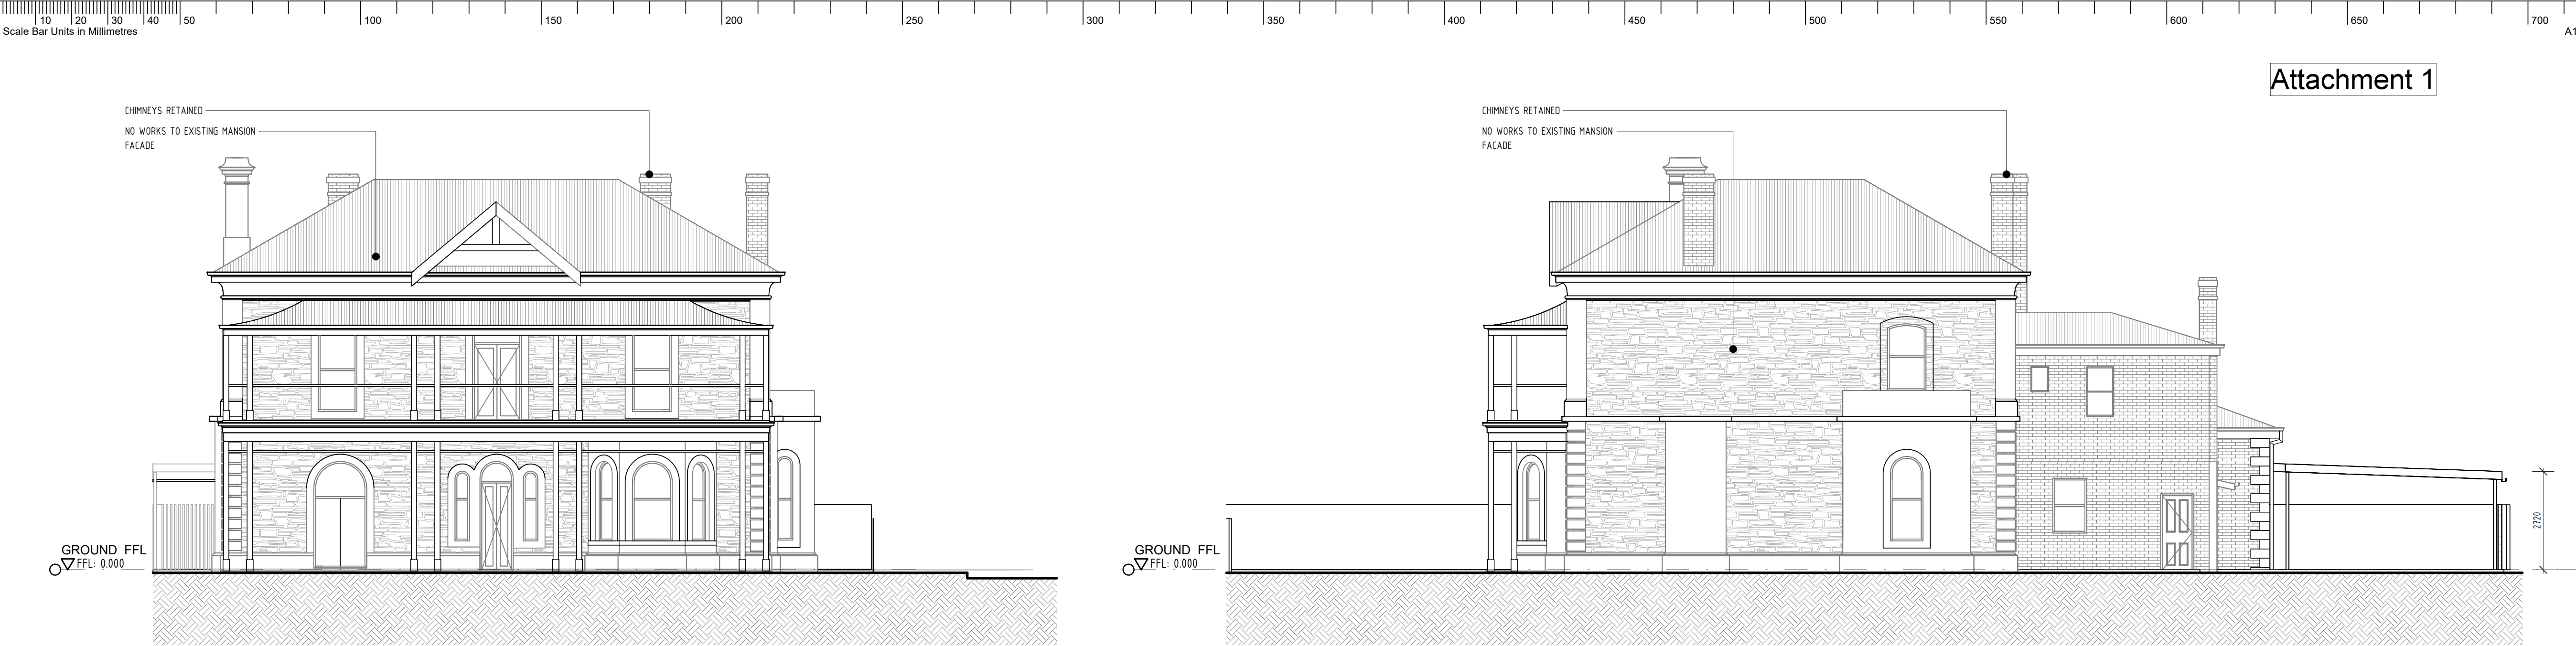 10 20 30 40 50 100 150 200 250 300 350 400 450 500 550 600 650 700
Scale Bar Units in Millimetres
A1
Attachment 1
CHIMNEYS RETAINED
NO WORKS TO EXISTING MANSION
FACADE
GROUND FFL
FFL: 0.000
CHIMNEYS RETAINED
NO WORKS TO EXISTING MANSION
FACADE
GROUND FFL
FFL: 0.000
2720